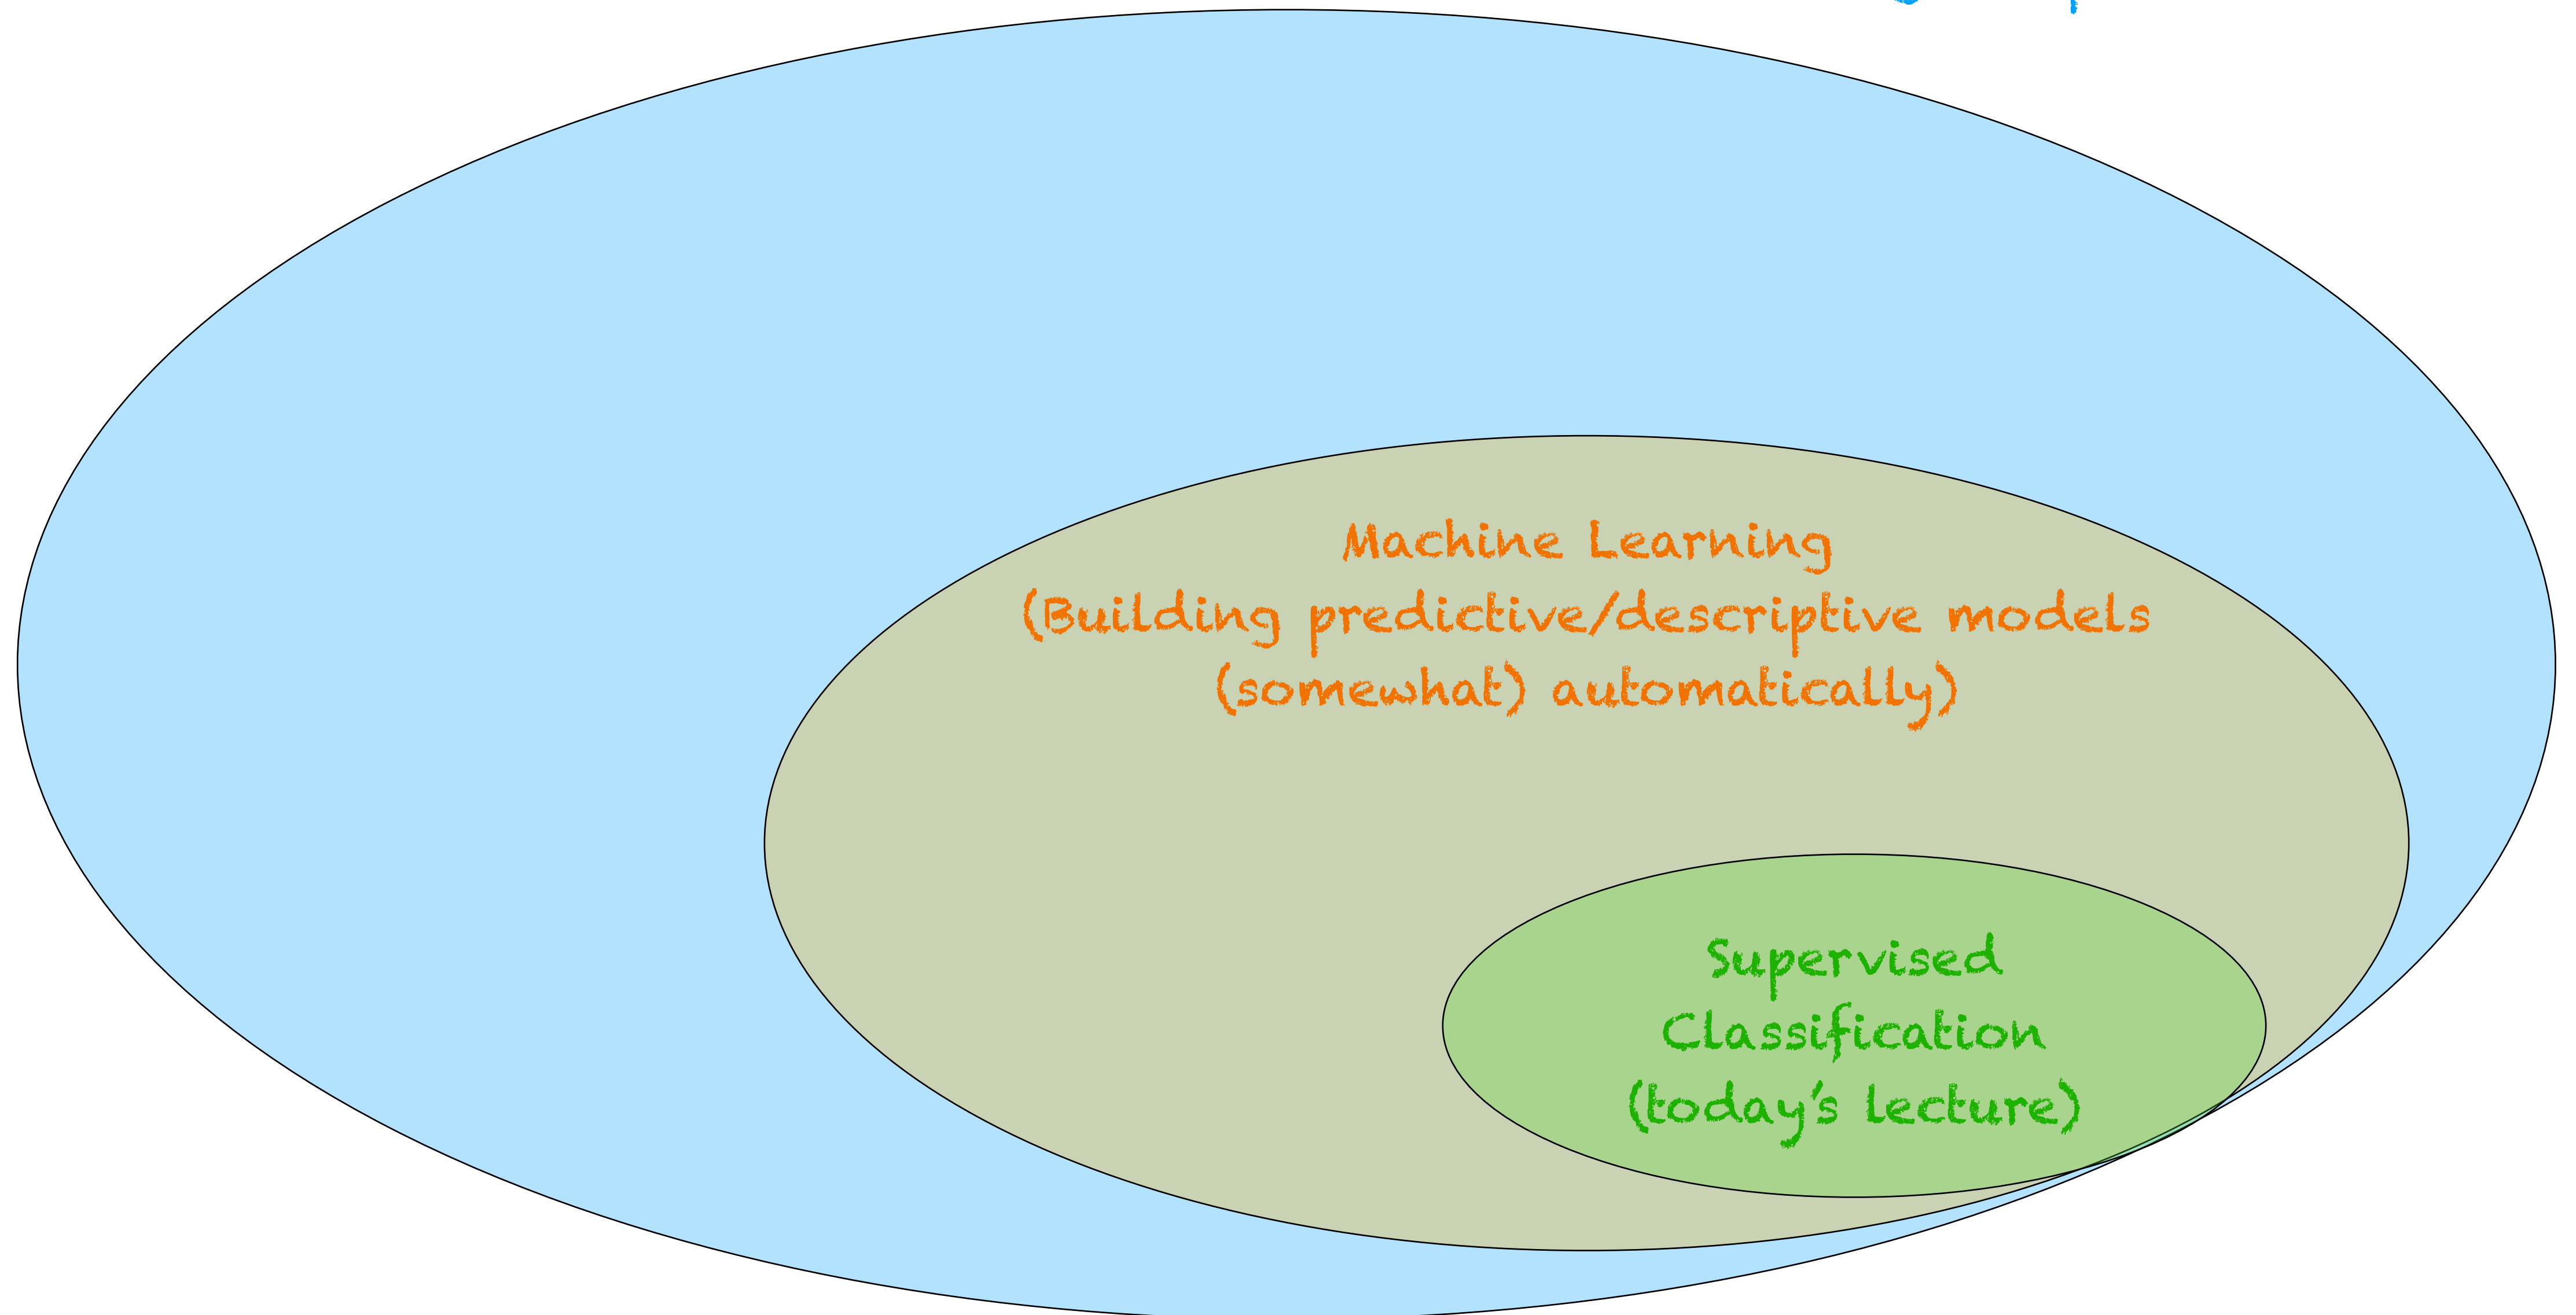 Machine Learning
(Building predictive/descriptive models
(somewhat) automatically)
Supervised
Classification
(today's lecture)